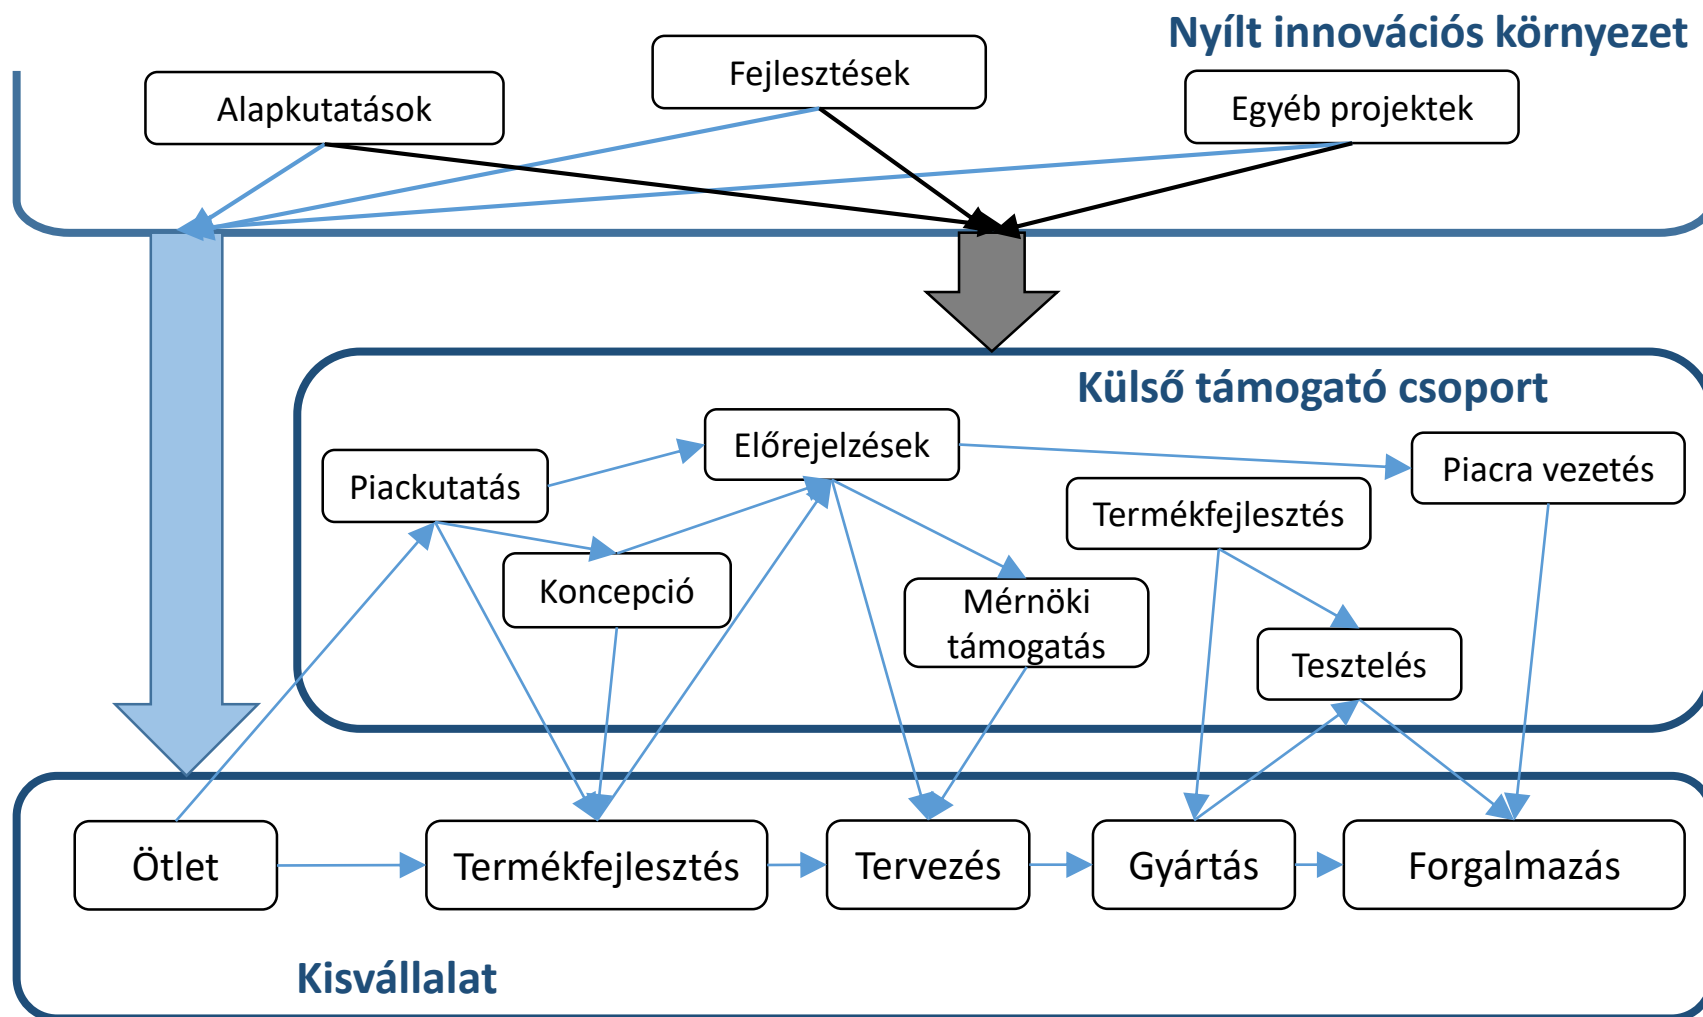 Nyílt innovációs környezet
Alapkutatások
Fejlesztések
Egyéb projektek
Külső támogató csoport
Piackutatás
Előrejelzések
Piacra vezetés
Termékfejlesztés
Koncepció
Mérnöki
támogatás
Tesztelés
Ötlet
Termékfejlesztés
Tervezés
Gyártás
Forgalmazás
Kisvállalat